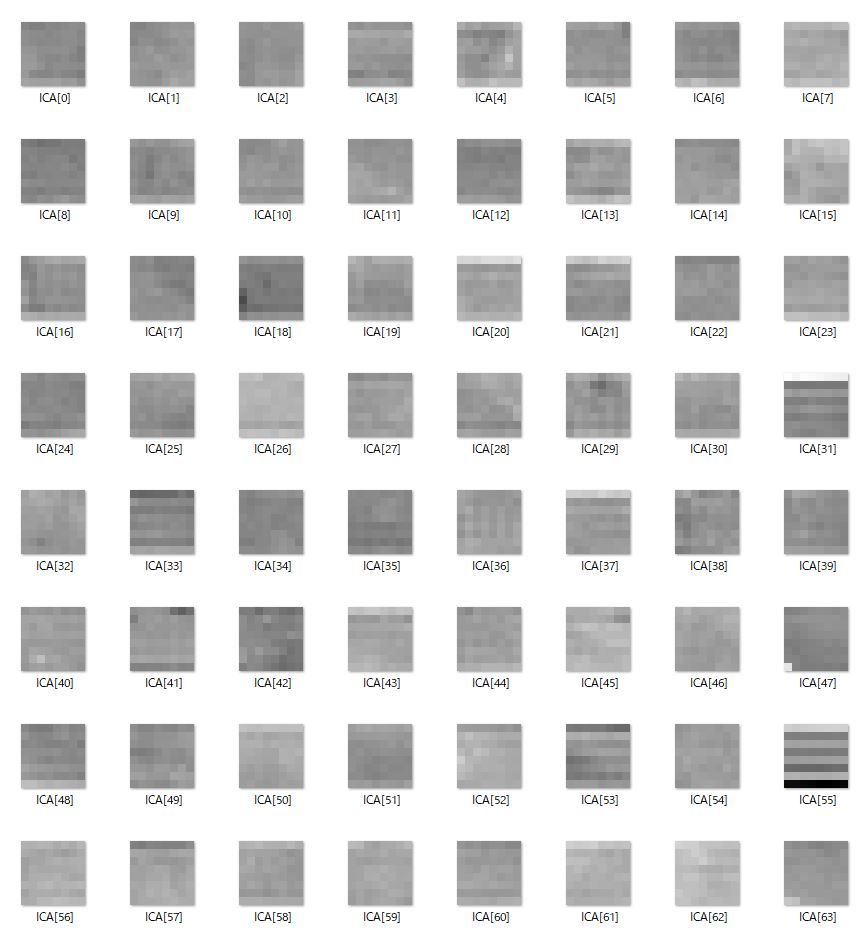 ICA[0] ICA[1] ICA[2] ICA[3] ICA[4] ICA[5] ICA[6] ICA[7]
ICA[8] ICA[9] ICA[10] ICA[11] ICA[12] ICA[13] ICA[14] ICA[15]
ICA[16] ICA[17] ICA[18] ICA[19] ICA[20] ICA[21] ICA[22] ICA[23]
ICA[24] ICA[25] ICA[26] ICA[27] ICA[28] ICA[29] ICA[30] ICA[31]
ICA[32] ICA[33] ICA[34] ICA[35] ICA[36] ICA[37] ICA[38] ICA[39]
ICA[40] ICA[41] ICA[42] ICA[43] ICA[44] ICA[45] ICA[46] ICA[47]
ICA[48] ICA[49] ICA[50] ICA[51] ICA[52] ICA[53] ICA[54] ICA[55]
ICA[56] ICA[57] ICA[58] ICA[59] ICA[60] ICA[61] ICA[62] ICA[63]